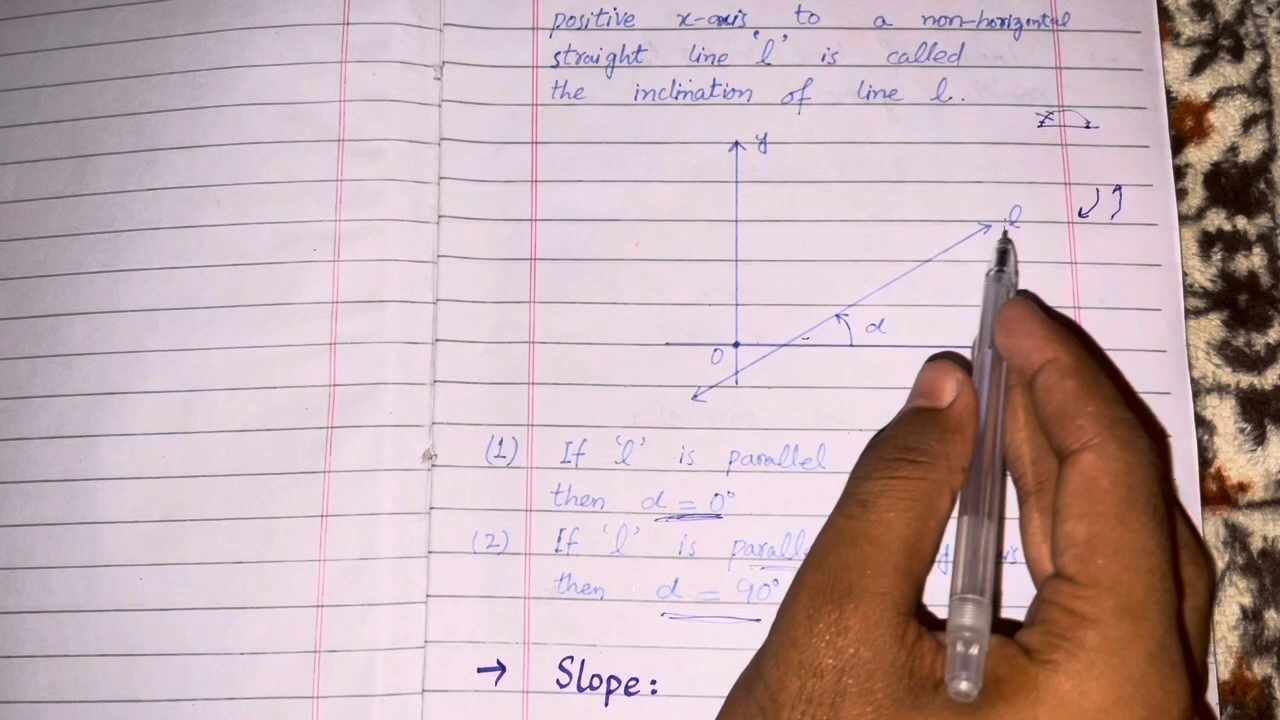 positive x-axis to a non-horizontal
straight line 'l' is called
the inclination of line l.
y
l
α
O
(1) If 'l' is parallel
then α = 0°
(2) If 'l' is
then α = 90°
→ Slope: